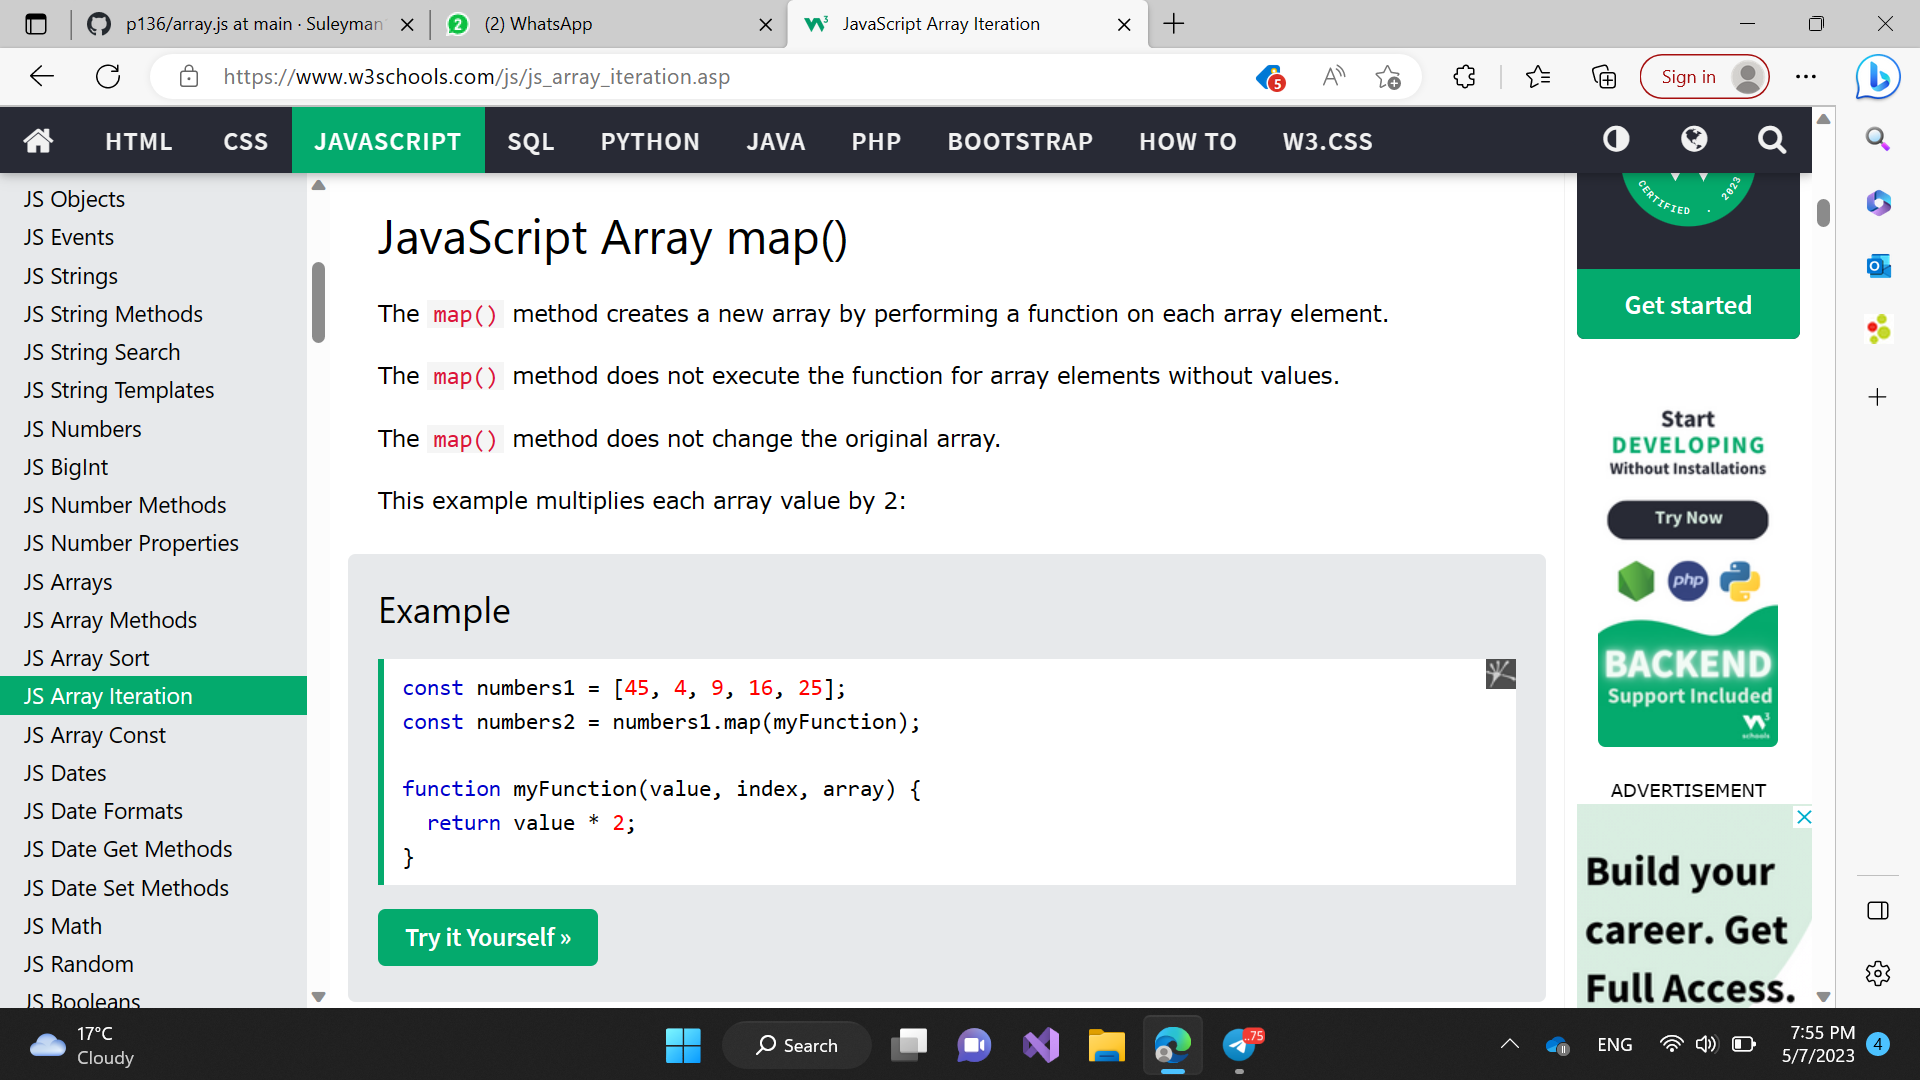 p136/array.js at main · Suleyman
(2) WhatsApp
JavaScript Array Iteration
https://www.w3schools.com/js/js_array_iteration.asp
5
Sign in
HTML
CSS
JAVASCRIPT
SQL
PYTHON
JAVA
PHP
BOOTSTRAP
HOW TO
W3.CSS
JS Objects
JS Events
JS Strings
JS String Methods
JS String Search
JS String Templates
JS Numbers
JS BigInt
JS Number Methods
JS Number Properties
JS Arrays
JS Array Methods
JS Array Sort
JS Array Iteration
JS Array Const
JS Dates
JS Date Formats
JS Date Get Methods
JS Date Set Methods
JS Math
JS Random
JS Booleans
JavaScript Array map()
The map() method creates a new array by performing a function on each array element.
The map() method does not execute the function for array elements without values.
The map() method does not change the original array.
This example multiplies each array value by 2:
Example
const numbers1 = [45, 4, 9, 16, 25];
const numbers2 = numbers1.map(myFunction);
function myFunction(value, index, array) {
return value * 2;
}
Try it Yourself »
CERTIFIED · 2023
Get started
Start
DEVELOPING
Without Installations
Try Now
php
BACKEND
Support Included
W3
schools
ADVERTISEMENT
Build your
career. Get
Full Access.
17°C
Cloudy
Search
..75
ENG
7:55 PM
5/7/2023
4